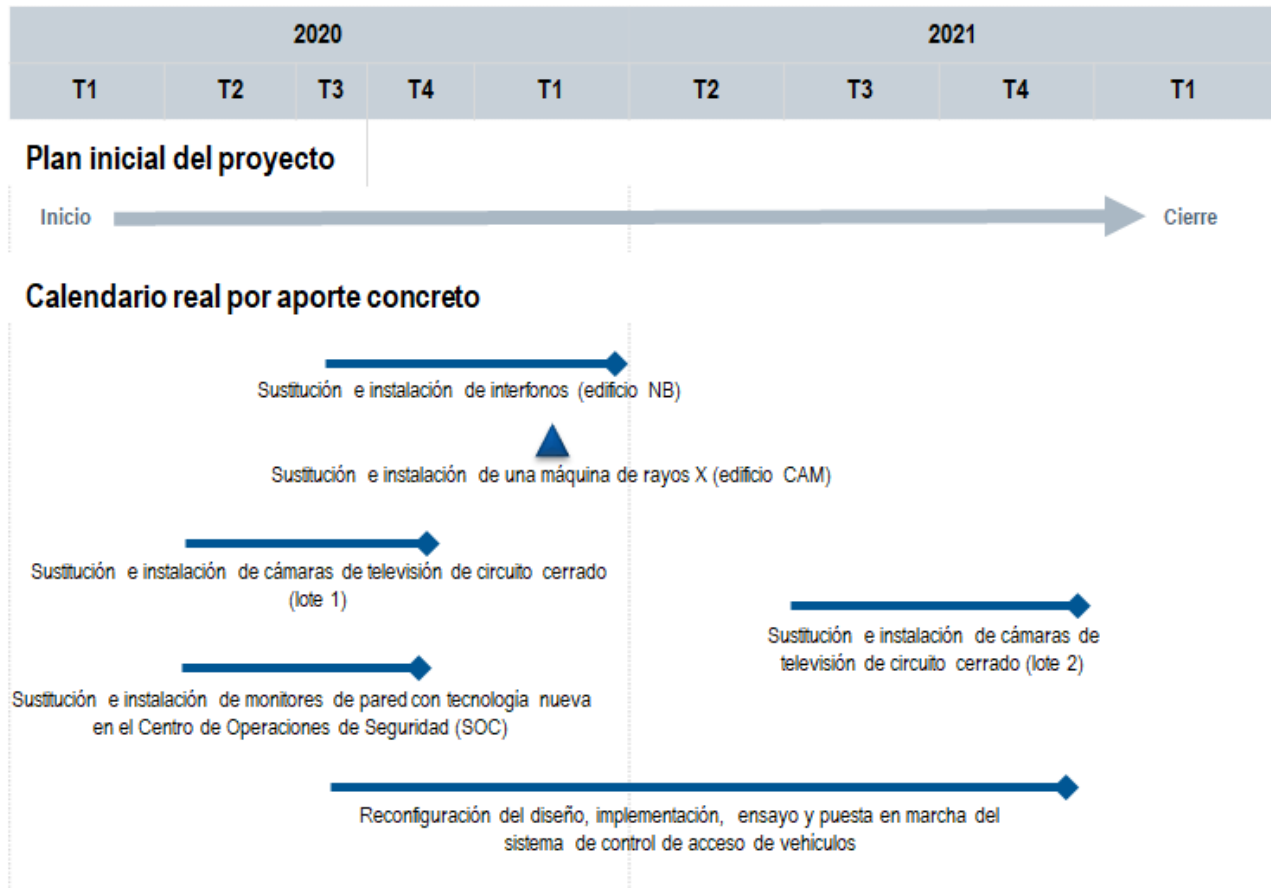 2020 2021
T1 T2 T3 T4 T1 T2 T3 T4 T1
Plan inicial del proyecto
Inicio Cierre
Calendario real por aporte concreto
Sustitución e instalación de interfonos (edificio NB)
Sustitución e instalación de una máquina de rayos X (edificio CAM)
Sustitución e instalación de cámaras de televisión de circuito cerrado
(lote 1)
Sustitución e instalación de cámaras de
televisión de circuito cerrado (lote 2)
Sustitución e instalación de monitores de pared con tecnología nueva
en el Centro de Operaciones de Seguridad (SOC)
Reconfiguración del diseño, implementación, ensayo y puesta en marcha del
sistema de control de acceso de vehículos